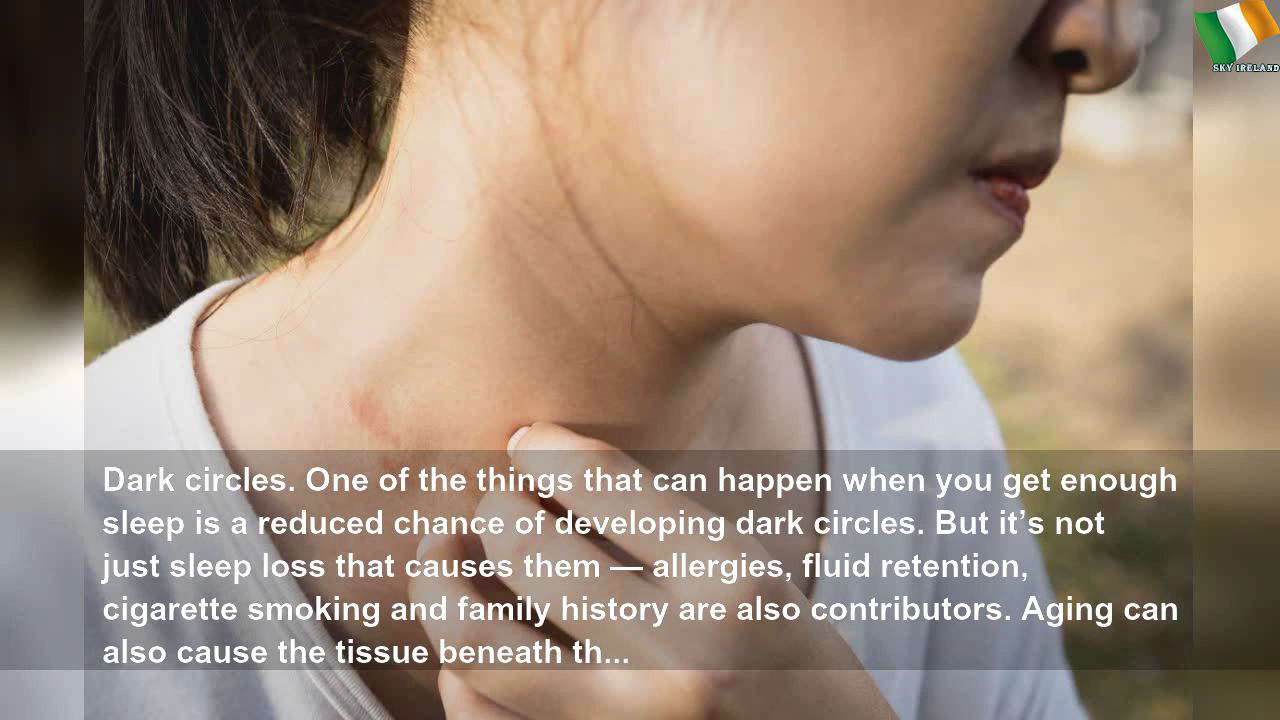 SKY IRELAND
Dark circles. One of the things that can happen when you get enough
sleep is a reduced chance of developing dark circles. But it’s not
just sleep loss that causes them — allergies, fluid retention,
cigarette smoking and family history are also contributors. Aging can
also cause the tissue beneath th...